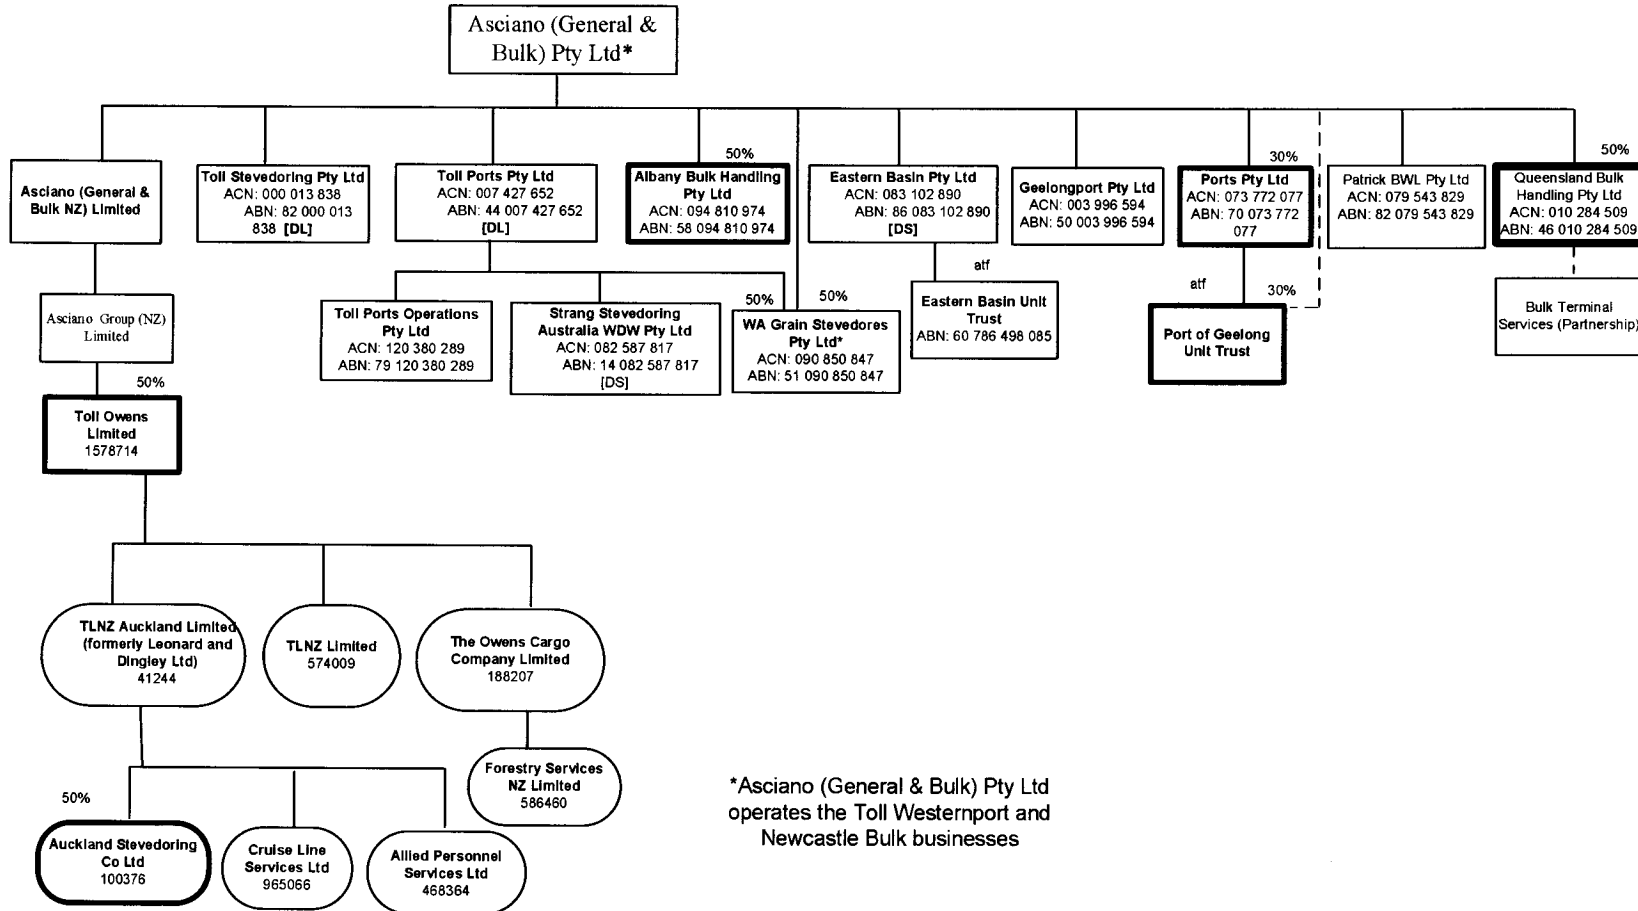 Asciano (General &
Bulk) Pty Ltd*
Asciano (General &
Bulk NZ) Limited
Toll Stevedoring Pty Ltd
ACN: 000 013 838
ABN: 82 000 013
838 [DL]
Toll Ports Pty Ltd
ACN: 007 427 652
ABN: 44 007 427 652
[DL]
50%
Albany Bulk Handling
Pty Ltd
ACN: 094 810 974
ABN: 58 094 810 974
Eastern Basin Pty Ltd
ACN: 083 102 890
ABN: 86 083 102 890
[DS]
Geelongport Pty Ltd
ACN: 003 996 594
ABN: 50 003 996 594
30%
Ports Pty Ltd
ACN: 073 772 077
ABN: 70 073 772
077
Patrick BWL Pty Ltd
ACN: 079 543 829
ABN: 82 079 543 829
50%
Queensland Bulk
Handling Pty Ltd
ACN: 010 284 509
ABN: 46 010 284 509
Asciano Group (NZ)
Limited
Toll Ports Operations
Pty Ltd
ACN: 120 380 289
ABN: 79 120 380 289
Strang Stevedoring
Australia WDW Pty Ltd
ACN: 082 587 817
ABN: 14 082 587 817
[DS]
50%
50%
WA Grain Stevedores
Pty Ltd*
ACN: 090 850 847
ABN: 51 090 850 847
atf
Eastern Basin Unit
Trust
ABN: 60 786 498 085
atf
30%
Port of Geelong
Unit Trust
Bulk Terminal
Services (Partnership)
50%
Toll Owens
Limited
1578714
TLNZ Auckland Limited
(formerly Leonard and
Dingley Ltd)
41244
TLNZ Limited
574009
The Owens Cargo
Company Limited
188207
Forestry Services
NZ Limited
586460
50%
Auckland Stevedoring
Co Ltd
100376
Cruise Line
Services Ltd
965066
Allied Personnel
Services Ltd
468364
*Asciano (General & Bulk) Pty Ltd
operates the Toll Westernport and
Newcastle Bulk businesses